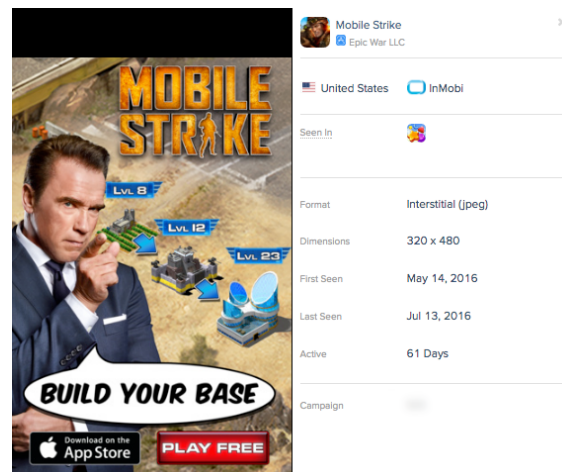 MOBILE
STRIKE
LVL 8
LVL 12
LVL 23
BUILD YOUR BASE
Download on the
App Store
PLAY FREE
Mobile Strike
Epic War LLC
United States
InMobi
Seen In
Format
Interstitial (jpeg)
Dimensions
320 x 480
First Seen
May 14, 2016
Last Seen
Jul 13, 2016
Active
61 Days
Campaign